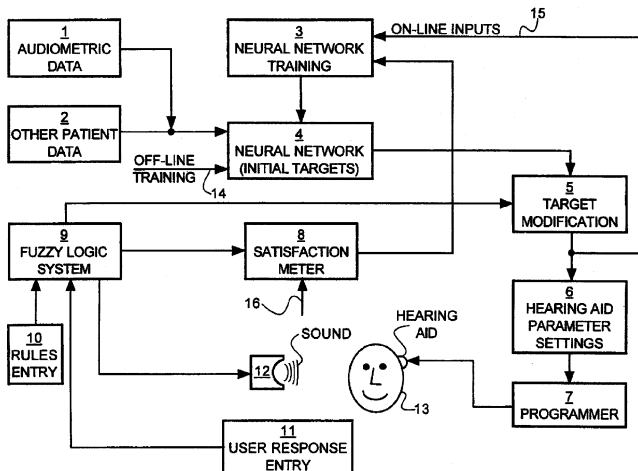 1
AUDIOMETRIC
DATA
3
NEURAL NETWORK
TRAINING
ON-LINE INPUTS
15
2
OTHER PATIENT
DATA
4
NEURAL NETWORK
(INITIAL TARGETS)
OFF-LINE
TRAINING
14
5
TARGET
MODIFICATION
9
FUZZY LOGIC
SYSTEM
8
SATISFACTION
METER
16
6
HEARING AID
PARAMETER
SETTINGS
10
RULES
ENTRY
SOUND
12
HEARING
AID
13
7
PROGRAMMER
11
USER RESPONSE
ENTRY